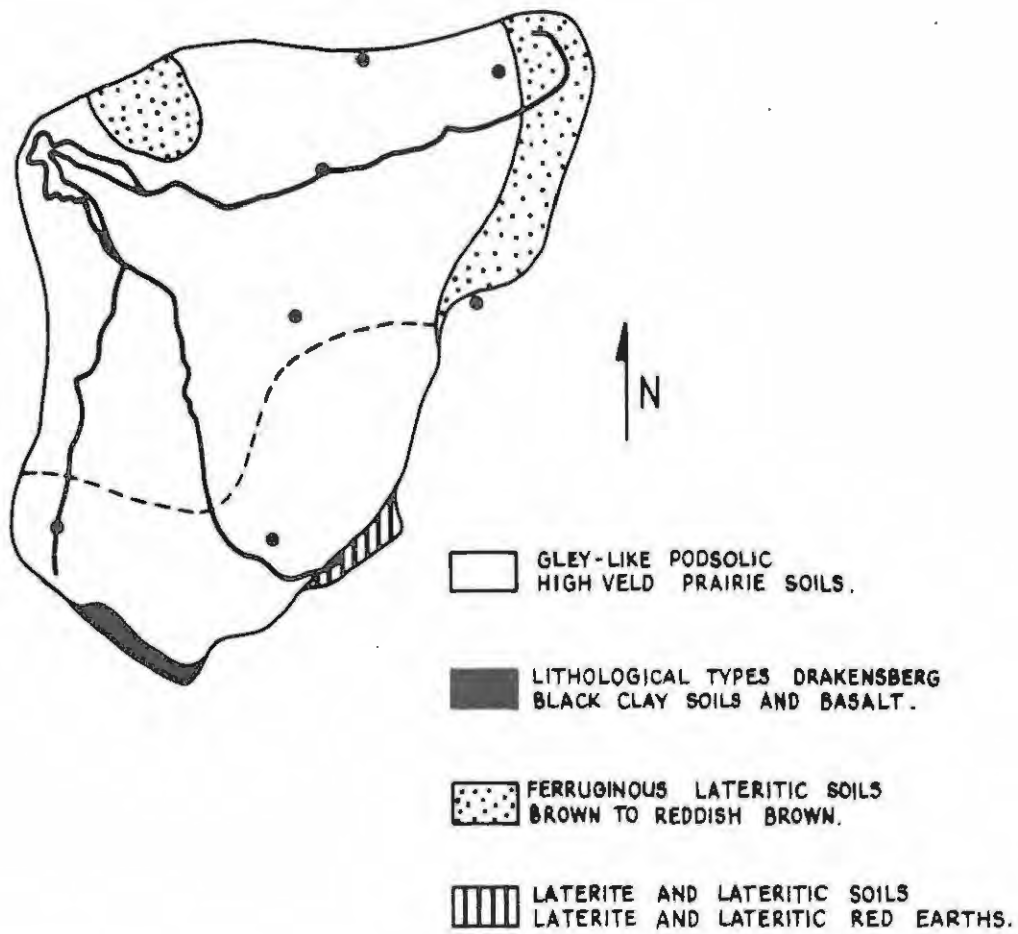 N
GLEY-LIKE PODSOLIC
HIGH VELD PRAIRIE SOILS.
LITHOLOGICAL TYPES DRAKENSBERG
BLACK CLAY SOILS AND BASALT.
FERRUGINOUS LATERITIC SOILS
BROWN TO REDDISH BROWN.
LATERITE AND LATERITIC SOILS
LATERITE AND LATERITIC RED EARTHS.